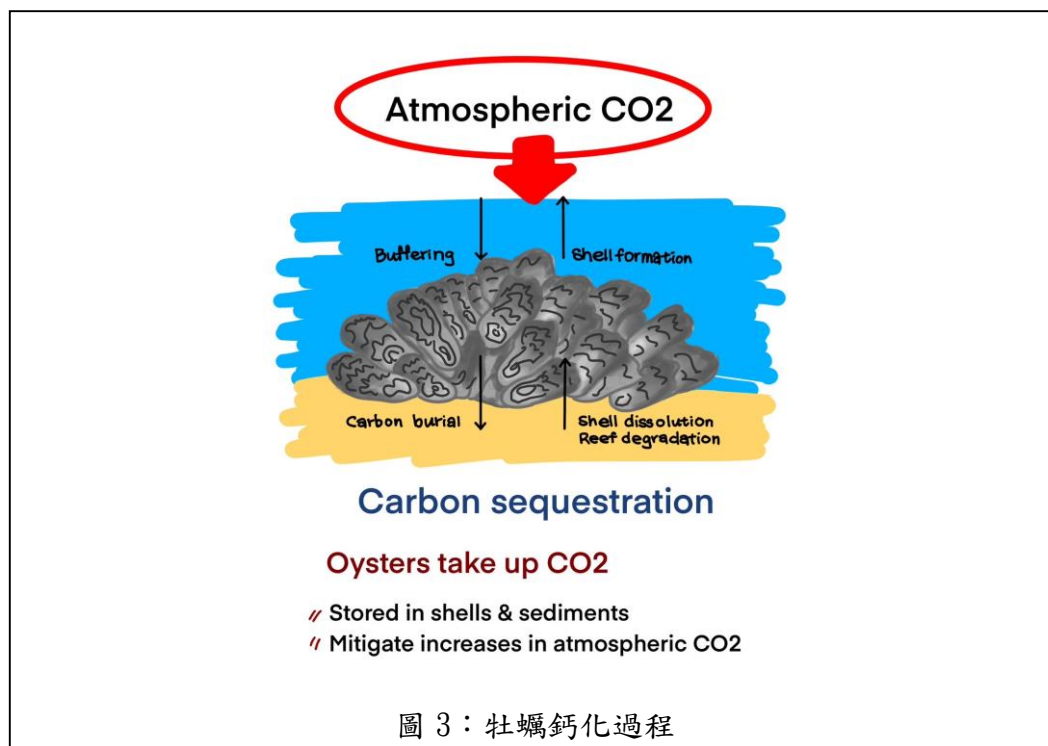 Atmospheric CO2
Buttering
Shell formation
Carbon burial
Shell dissolution
Reef degradation
Carbon sequestration
Oysters take up CO2
Stored in shells & sediments
Mitigate increases in atmospheric CO2
圖 3：牡蠣鈣化過程